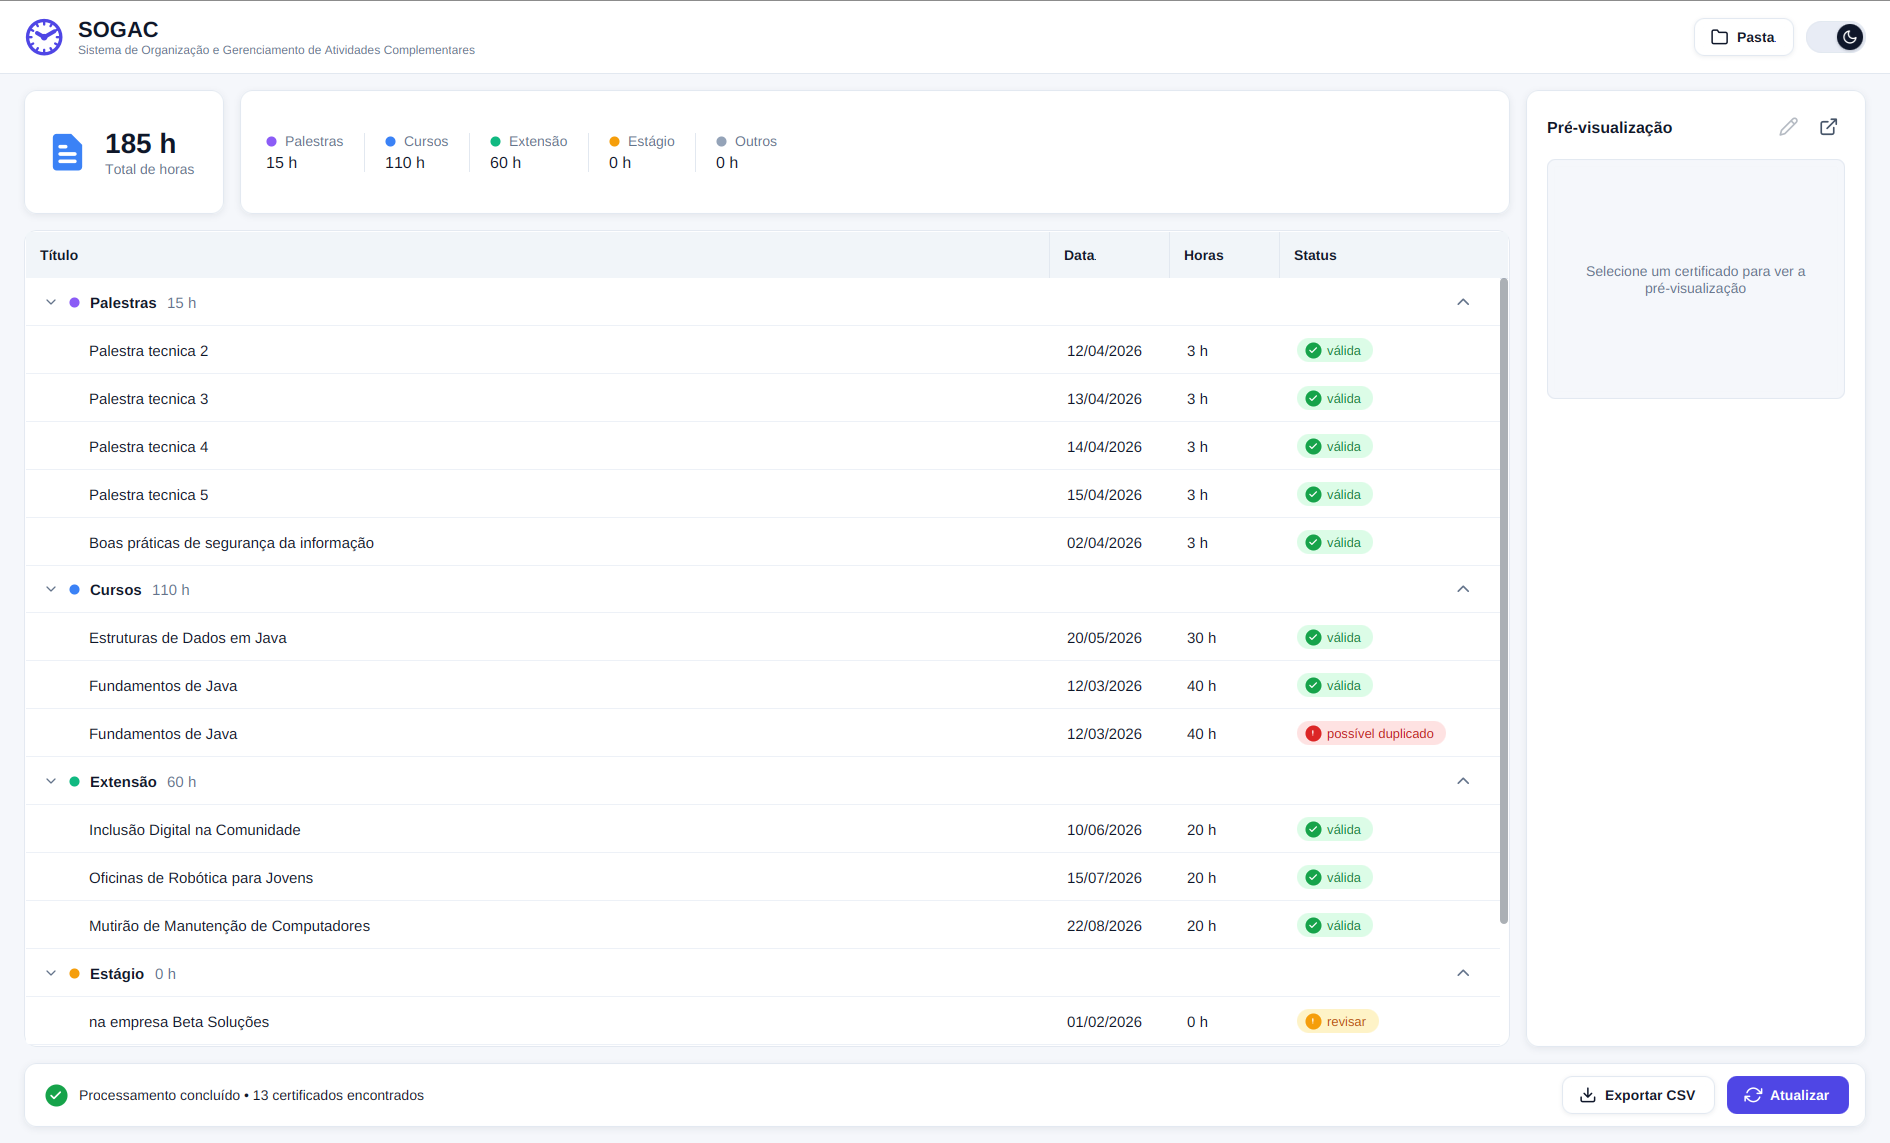 SOGAC
Sistema de Organização e Gerenciamento de Atividades Complementares
Pasta
185 h
Total de horas
Palestras
15 h
Cursos
110 h
Extensão
60 h
Estágio
0 h
Outros
0 h
Pré-visualização
Selecione um certificado para ver a
pré-visualização
Título Data Horas Status
Palestras 15 h
Palestra tecnica 2 12/04/2026 3 h válida
Palestra tecnica 3 13/04/2026 3 h válida
Palestra tecnica 4 14/04/2026 3 h válida
Palestra tecnica 5 15/04/2026 3 h válida
Boas práticas de segurança da informação 02/04/2026 3 h válida
Cursos 110 h
Estruturas de Dados em Java 20/05/2026 30 h válida
Fundamentos de Java 12/03/2026 40 h válida
Fundamentos de Java 12/03/2026 40 h possível duplicado
Extensão 60 h
Inclusão Digital na Comunidade 10/06/2026 20 h válida
Oficinas de Robótica para Jovens 15/07/2026 20 h válida
Mutirão de Manutenção de Computadores 22/08/2026 20 h válida
Estágio 0 h
na empresa Beta Soluções 01/02/2026 0 h revisar
Processamento concluído • 13 certificados encontrados
Exportar CSV
Atualizar